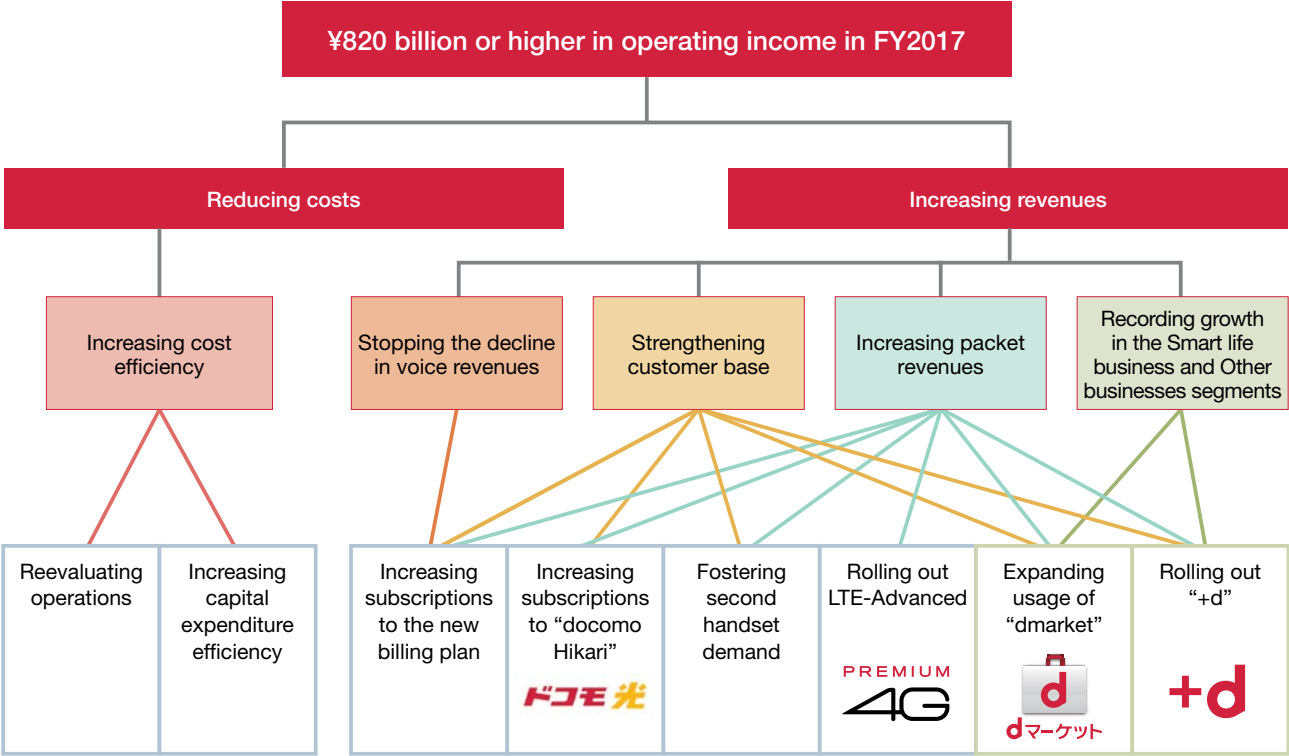 ¥820 billion or higher in operating income in FY2017
Reducing costs
Increasing revenues
Increasing cost
efficiency
Stopping the decline
in voice revenues
Strengthening
customer base
Increasing packet
revenues
Recording growth
in the Smart life
business and Other
businesses segments
Reevaluating
operations
Increasing
capital
expenditure
efficiency
Increasing
subscriptions
to the new
billing plan
Increasing
subscriptions
to “docomo
Hikari”
ドコモ光
Fostering
second
handset
demand
Rolling out
LTE-Advanced
PREMIUM
4G
Expanding
usage of
“dmarket”
d
dマーケット
Rolling out
“+d”
+d